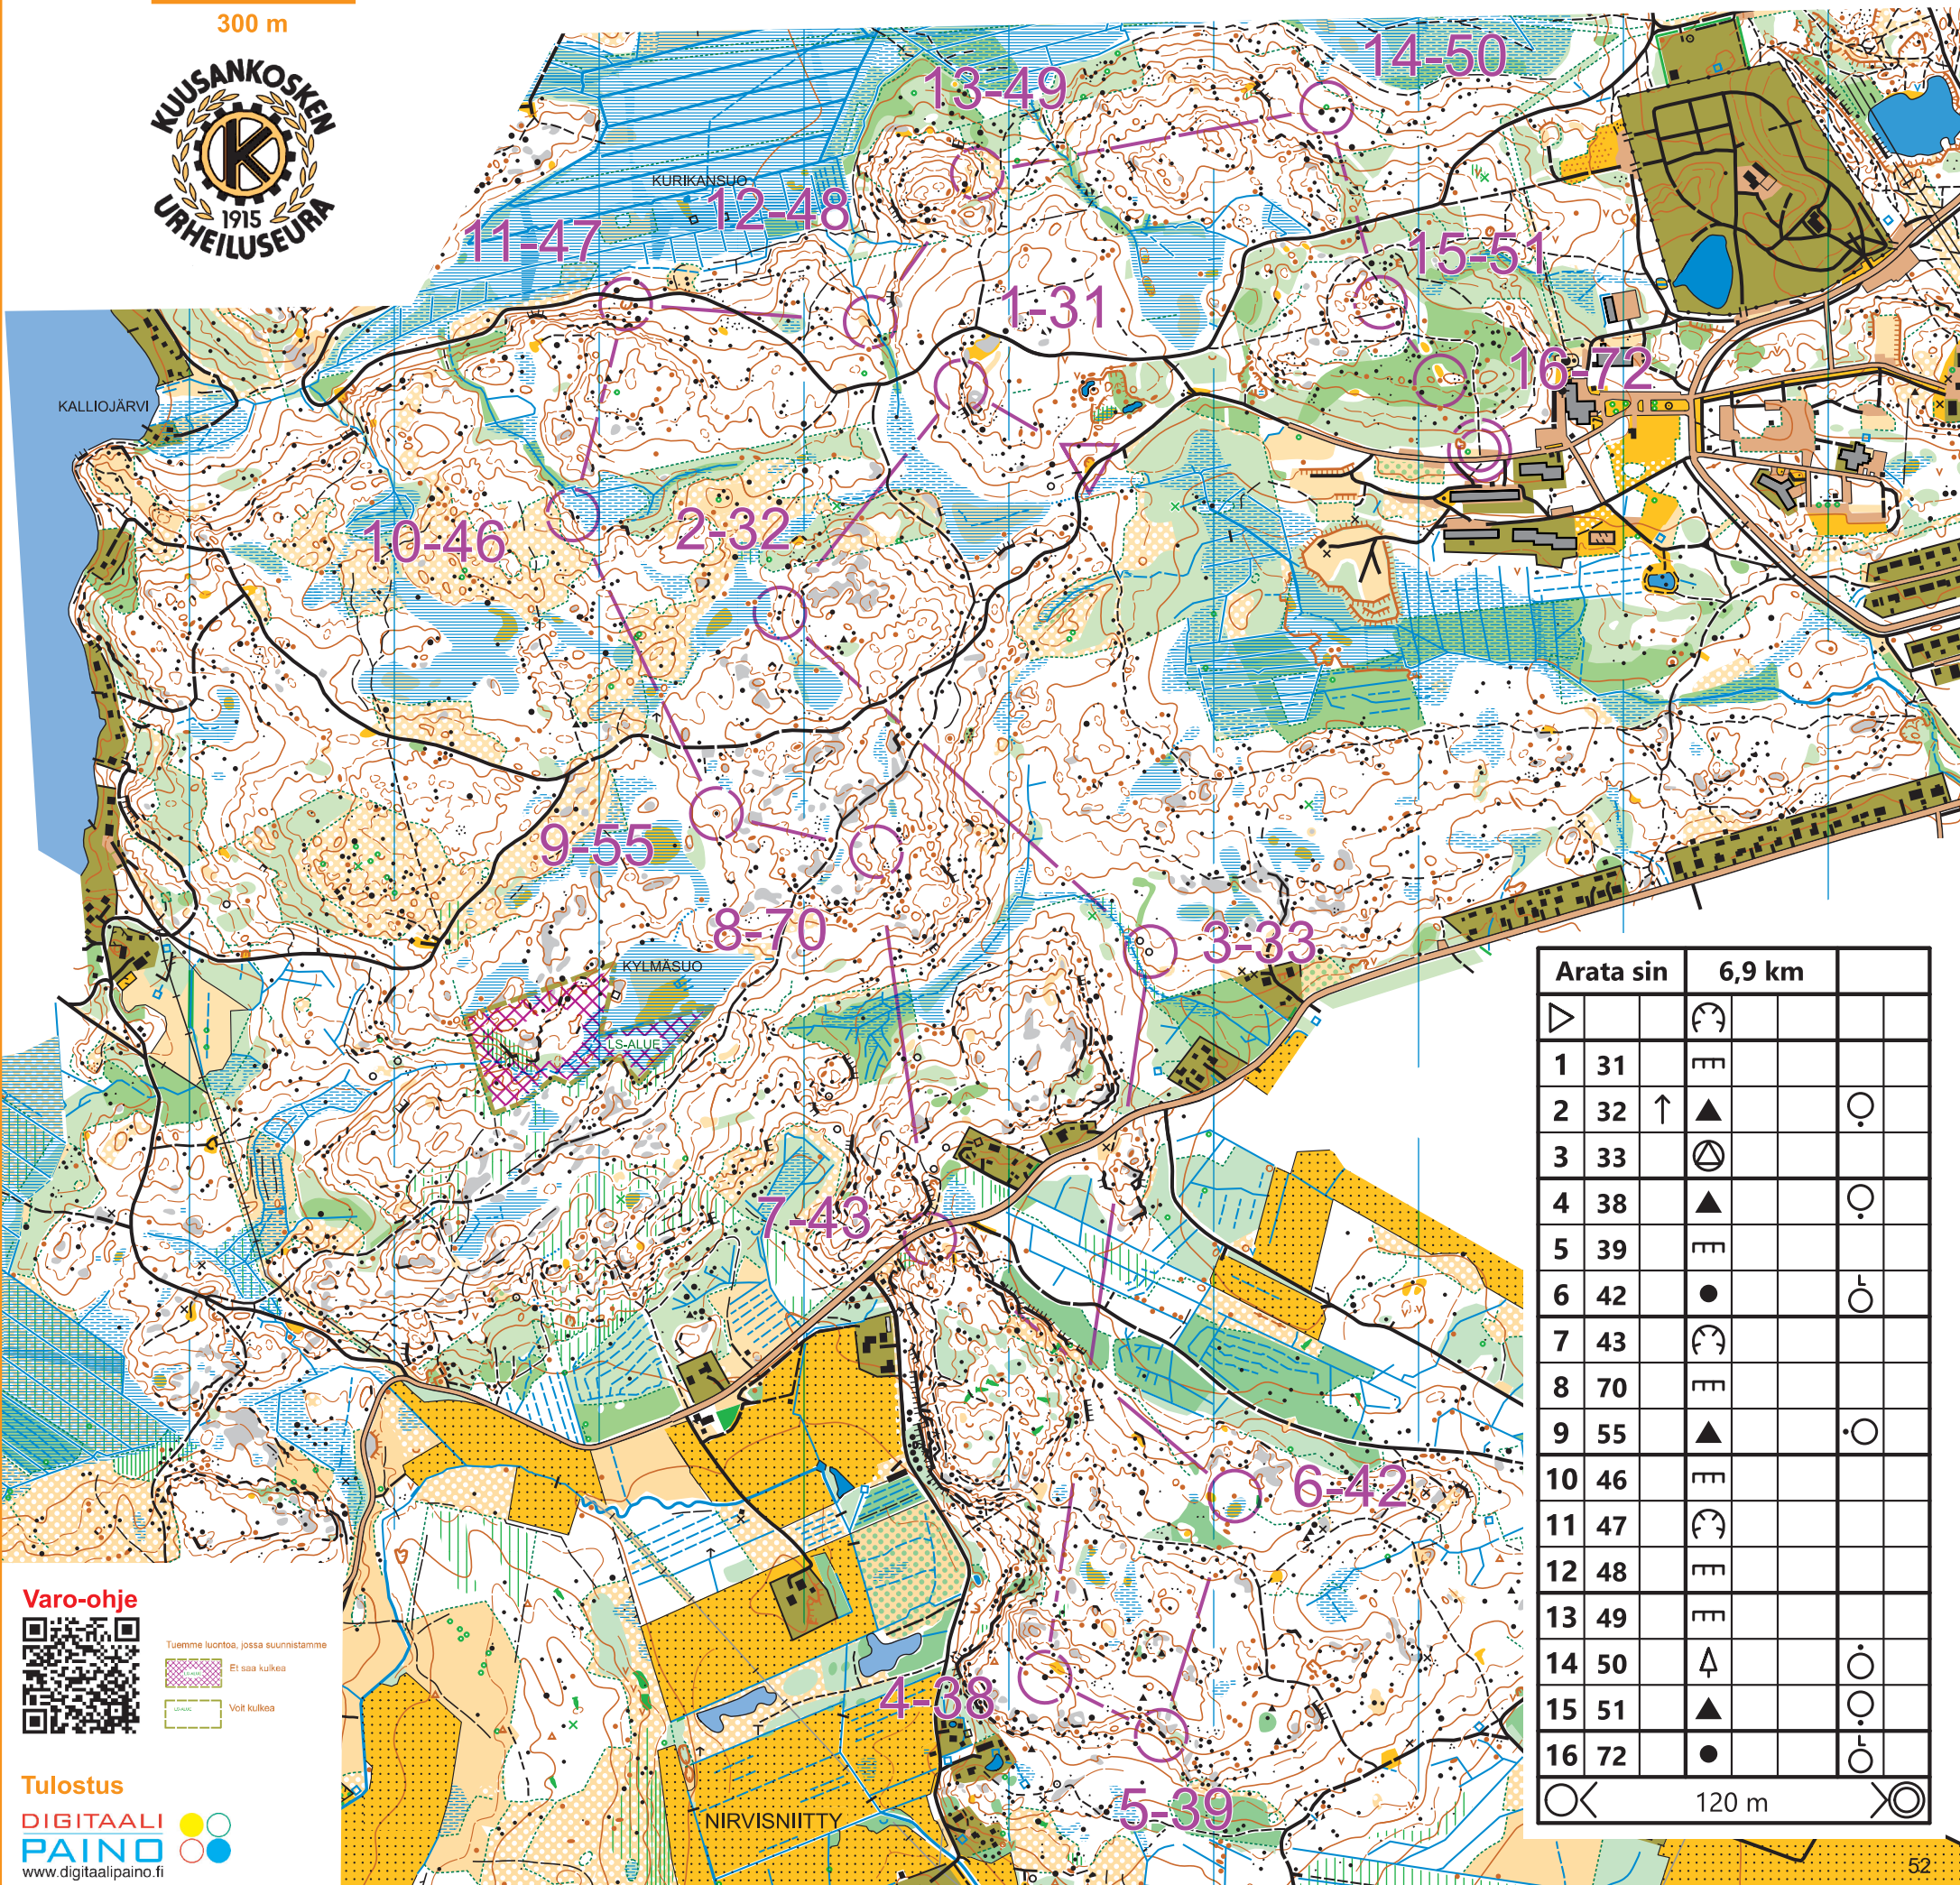 300 m
KUUSANKOSKEN
K
1915
URHEILUSEURA
14-50
13-49
KURIKANSUO
12-48
11-47
15-51
1-31
16-72
KALLIOJÄRVI
10-46
2-32
9-55
8-70
3-33
KYLMÄSUO
LS-ALUE
7-43
6-42
4-38
5-39
NIRVISNIITTY
Arata sin 6,9 km
1 31
2 32
3 33
4 38
5 39
6 42
7 43
8 70
9 55
10 46
11 47
12 48
13 49
14 50
15 51
16 72
120 m
Varo-ohje
Tuemme luontoa, jossa suunnistamme
Et saa kulkea
Voit kulkea
Tulostus
DIGITAALI
PAINO
www.digitaalipaino.fi
52